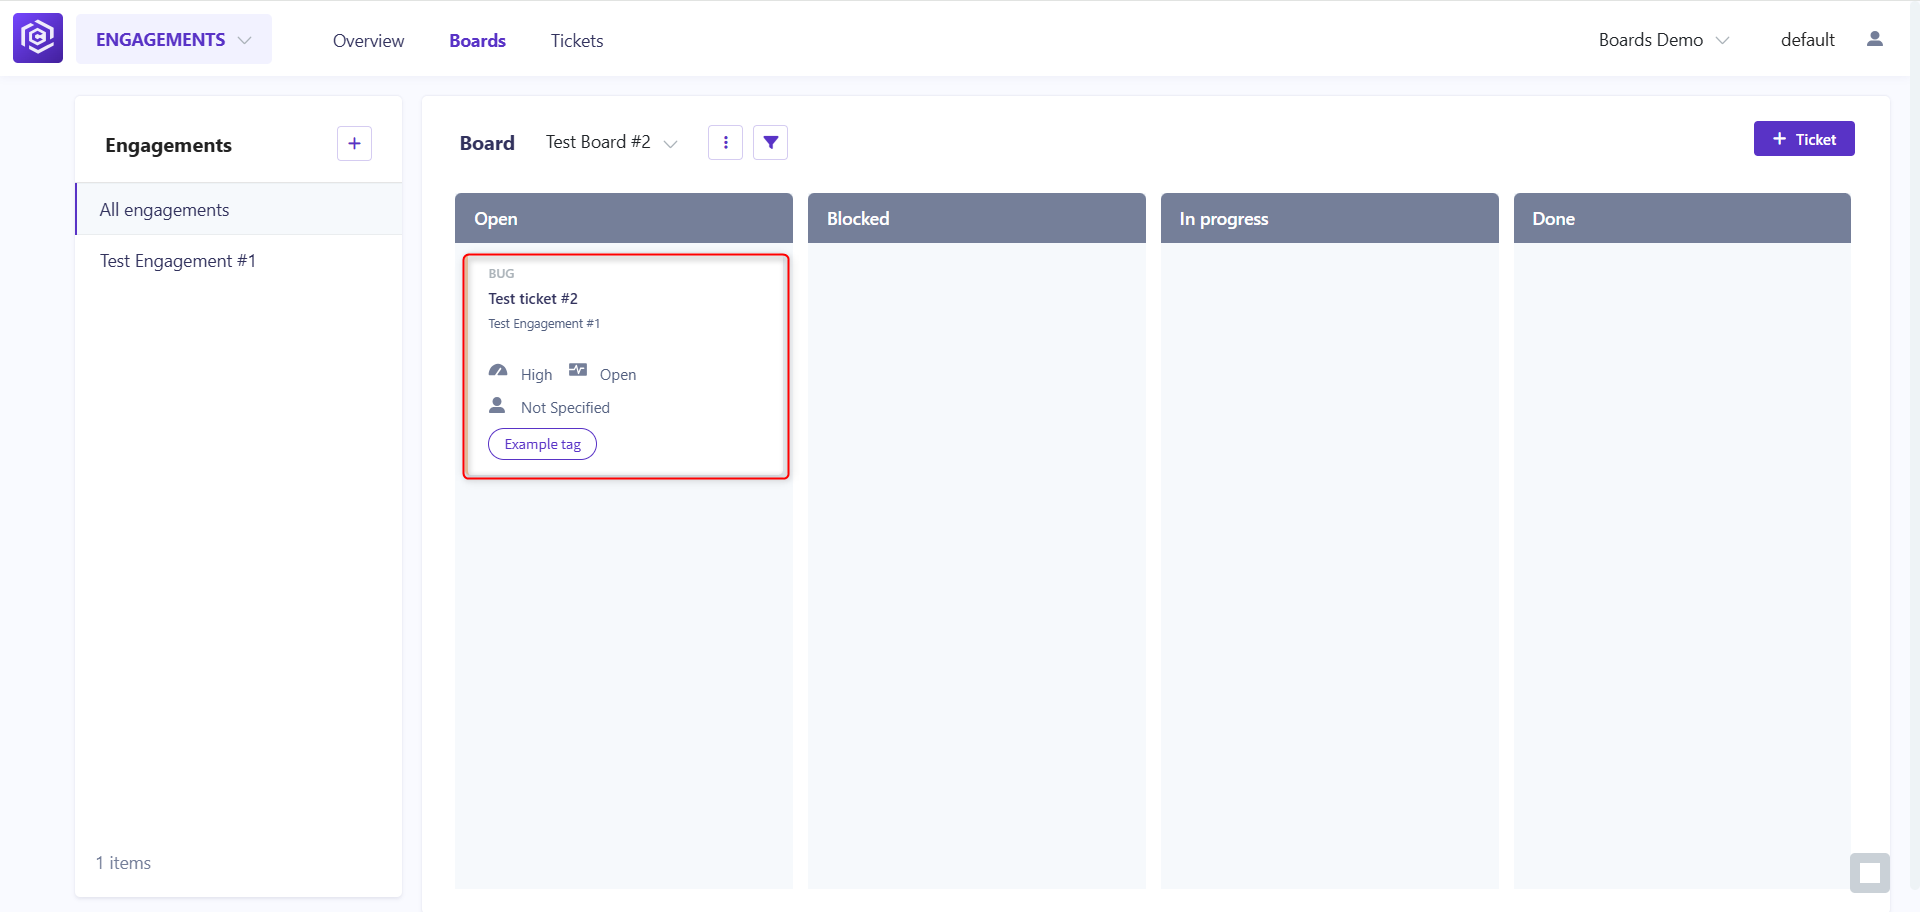 ENGAGEMENTS
Overview
Boards
Tickets
Boards Demo
default
Engagements
+
All engagements
Test Engagement #1
1 items
Board
Test Board #2
+ Ticket
Open
Blocked
In progress
Done
BUG
Test ticket #2
Test Engagement #1
High
Open
Not Specified
Example tag